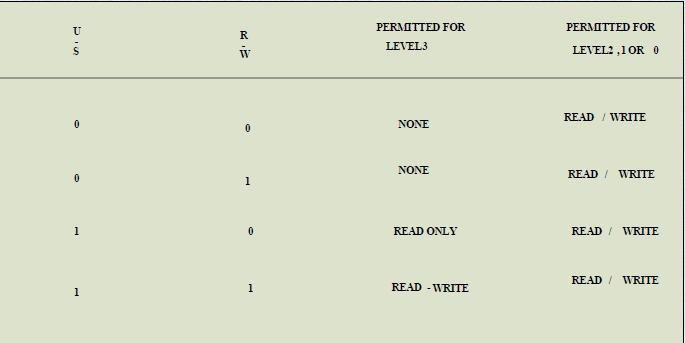 U - S R - W PERMITTED FOR LEVEL3 PERMITTED FOR LEVEL2 ,1 OR 0
0 0 NONE READ / WRITE
0 1 NONE READ / WRITE
1 0 READ ONLY READ / WRITE
1 1 READ - WRITE READ / WRITE